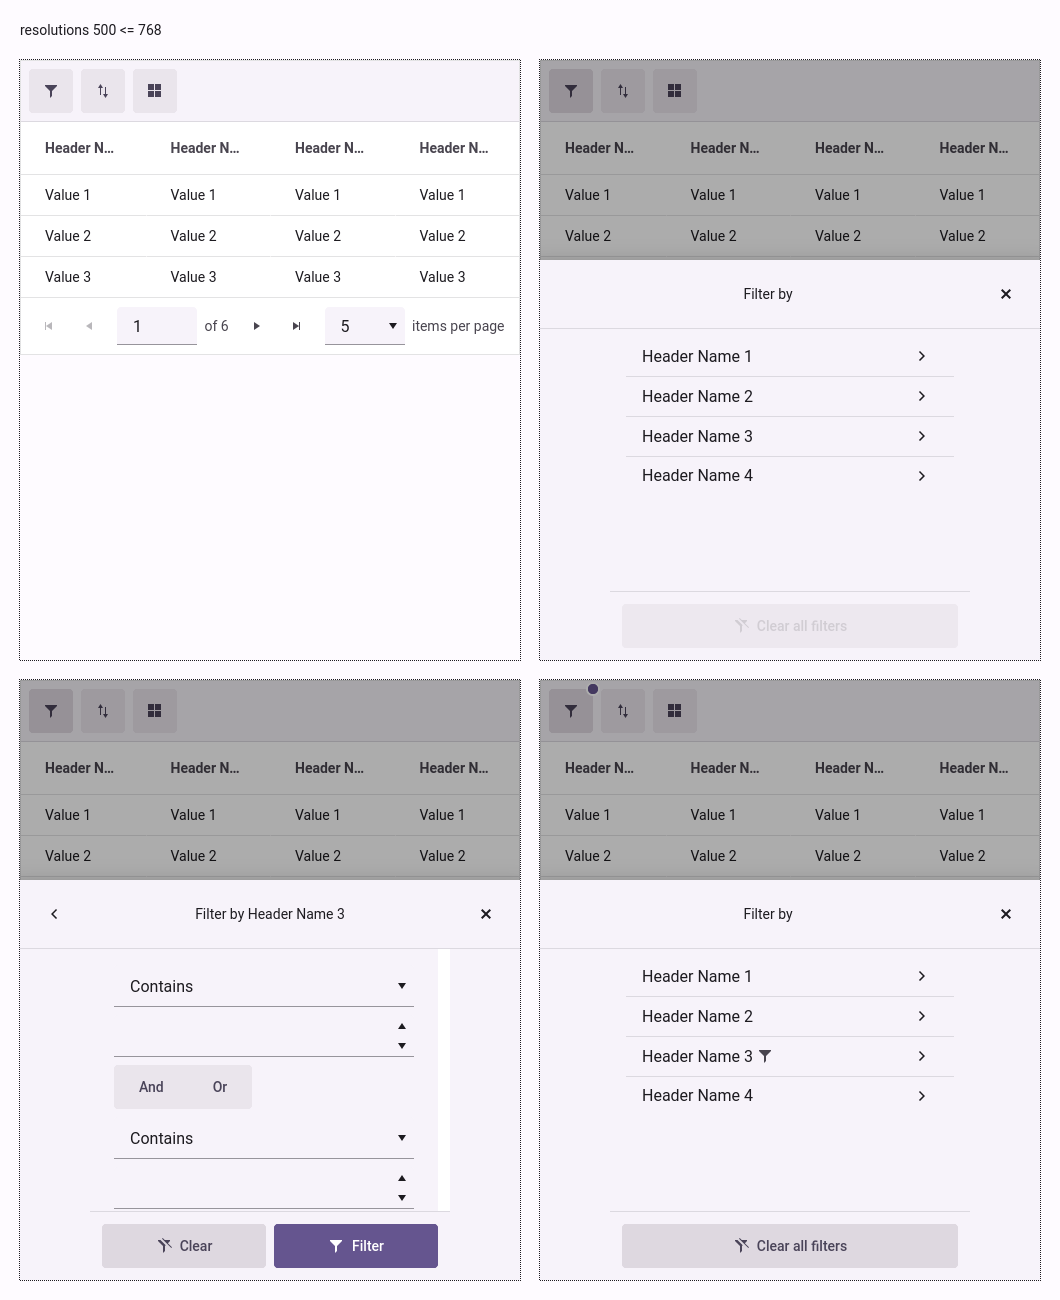 resolutions 500 <= 768
Header N... Header N... Header N... Header N...
Value 1 Value 1 Value 1 Value 1
Value 2 Value 2 Value 2 Value 2
Value 3 Value 3 Value 3 Value 3
1 of 6 5 items per page
Header N... Header N... Header N... Header N...
Value 1 Value 1 Value 1 Value 1
Value 2 Value 2 Value 2 Value 2
Filter by
Header Name 1
Header Name 2
Header Name 3
Header Name 4
Clear all filters
Header N... Header N... Header N... Header N...
Value 1 Value 1 Value 1 Value 1
Value 2 Value 2 Value 2 Value 2
Filter by Header Name 3
Contains
And Or
Contains
Clear Filter
Header N... Header N... Header N... Header N...
Value 1 Value 1 Value 1 Value 1
Value 2 Value 2 Value 2 Value 2
Filter by
Header Name 1
Header Name 2
Header Name 3
Header Name 4
Clear all filters